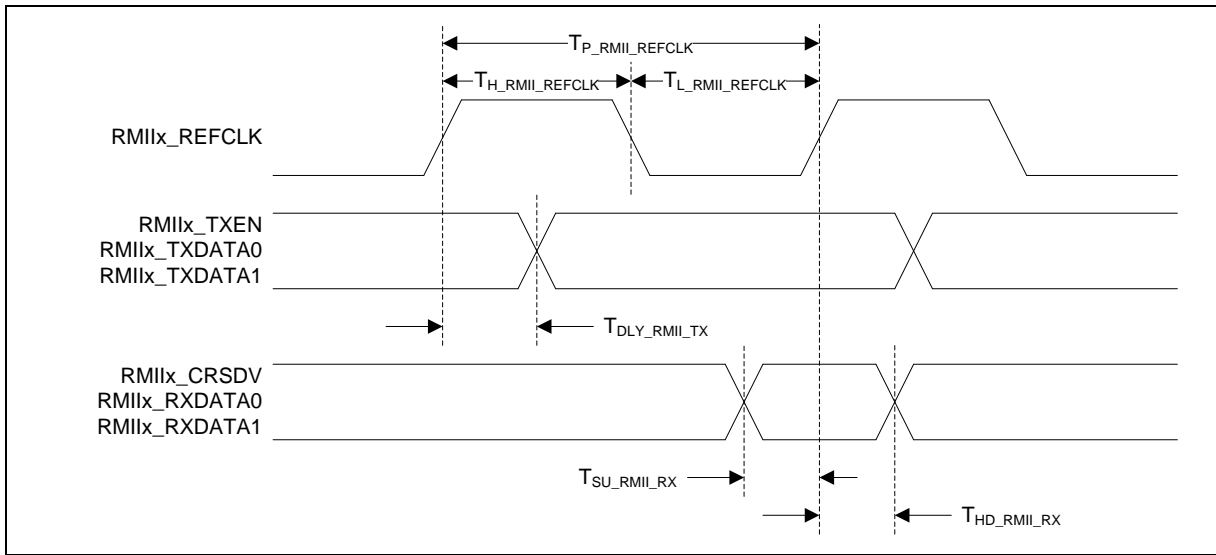 TP_RMII_REFCLK
TH_RMII_REFCLK TL_RMII_REFCLK
RMIIx_REFCLK
RMIIx_TXEN
RMIIx_TXDATA0
RMIIx_TXDATA1
TDLY_RMII_TX
RMIIx_CRSDV
RMIIx_RXDATA0
RMIIx_RXDATA1
TSU_RMII_RX
THD_RMII_RX